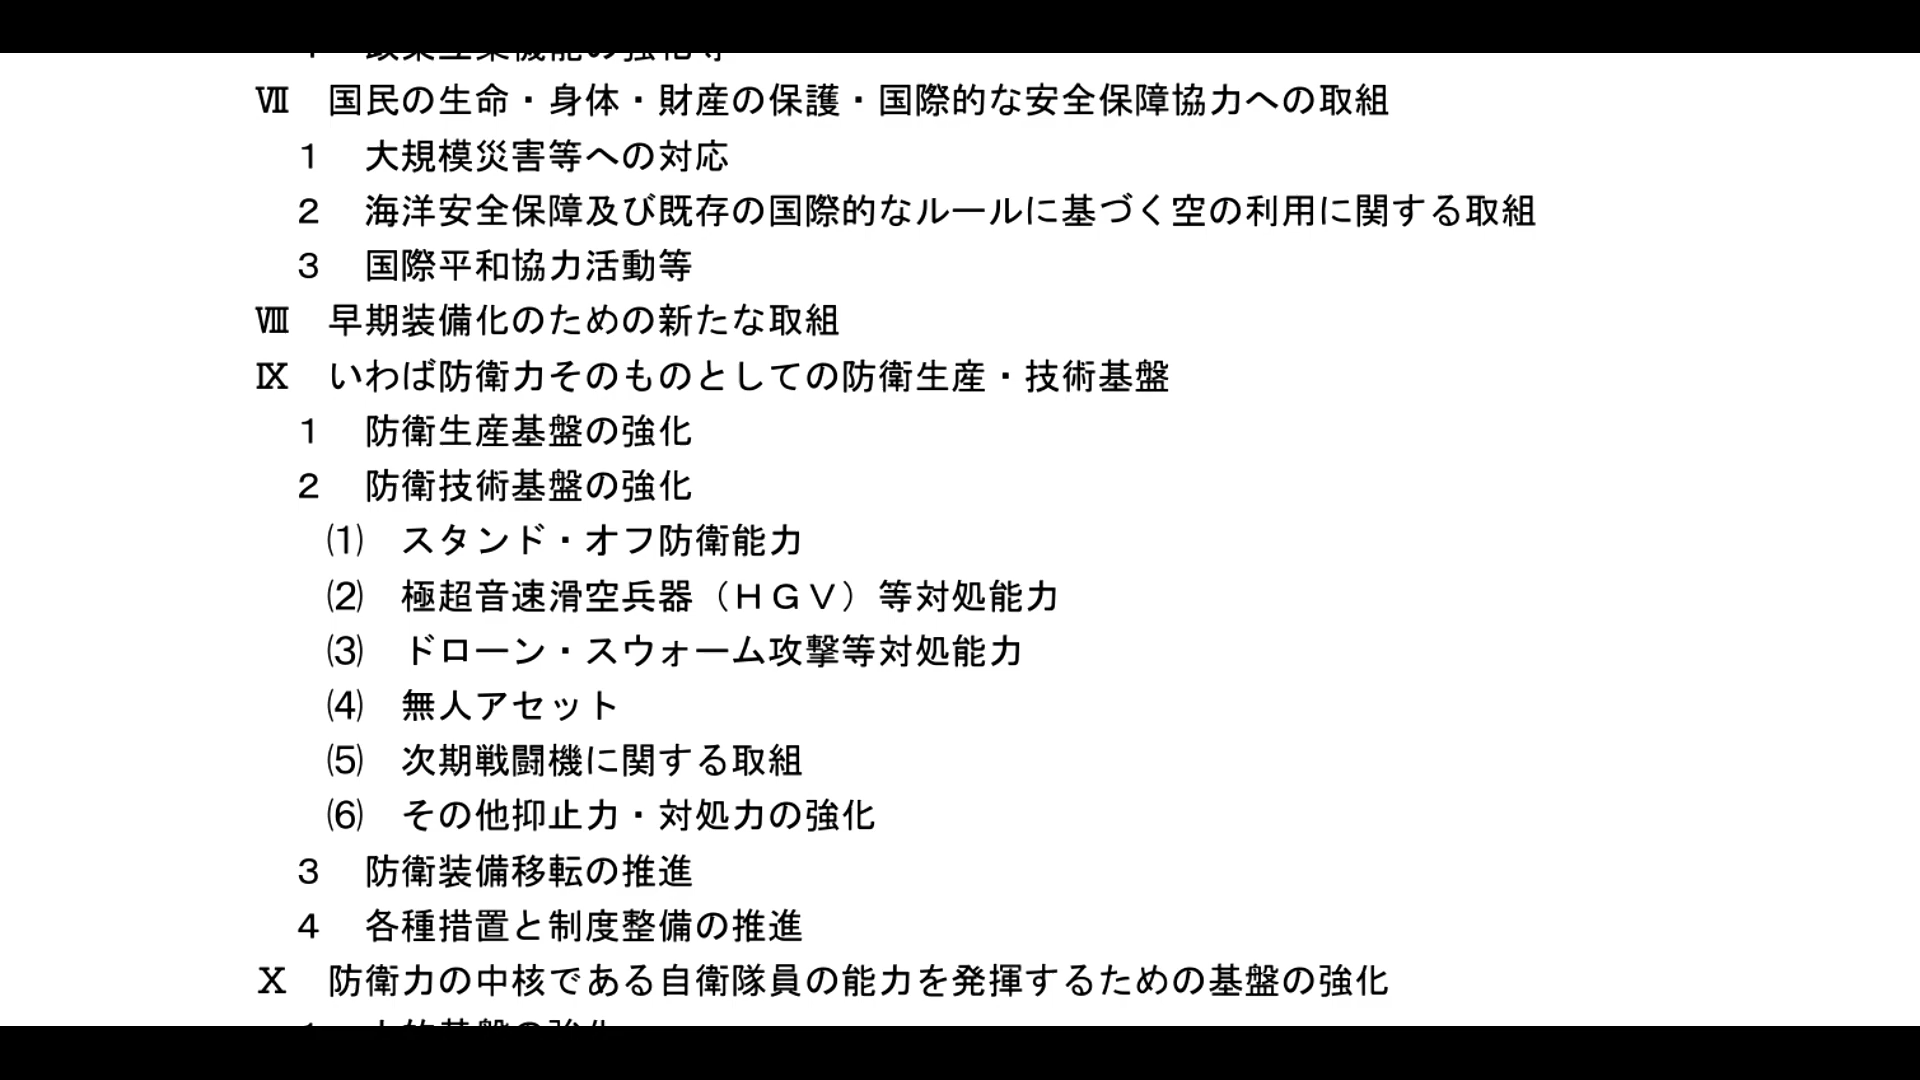 Ⅶ 国民の生命・身体・財産の保護・国際的な安全保障協力への取組
1 大規模災害等への対応
2 海洋安全保障及び既存の国際的なルールに基づく空の利用に関する取組
3 国際平和協力活動等
Ⅷ 早期装備化のための新たな取組
Ⅸ いわば防衛力そのものとしての防衛生産・技術基盤
1 防衛生産基盤の強化
2 防衛技術基盤の強化
⑴ スタンド・オフ防衛能力
⑵ 極超音速滑空兵器（ＨＧＶ）等対処能力
⑶ ドローン・スウォーム攻撃等対処能力
⑷ 無人アセット
⑸ 次期戦闘機に関する取組
⑹ その他抑止力・対処力の強化
3 防衛装備移転の推進
4 各種措置と制度整備の推進
Ⅹ 防衛力の中核である自衛隊員の能力を発揮するための基盤の強化